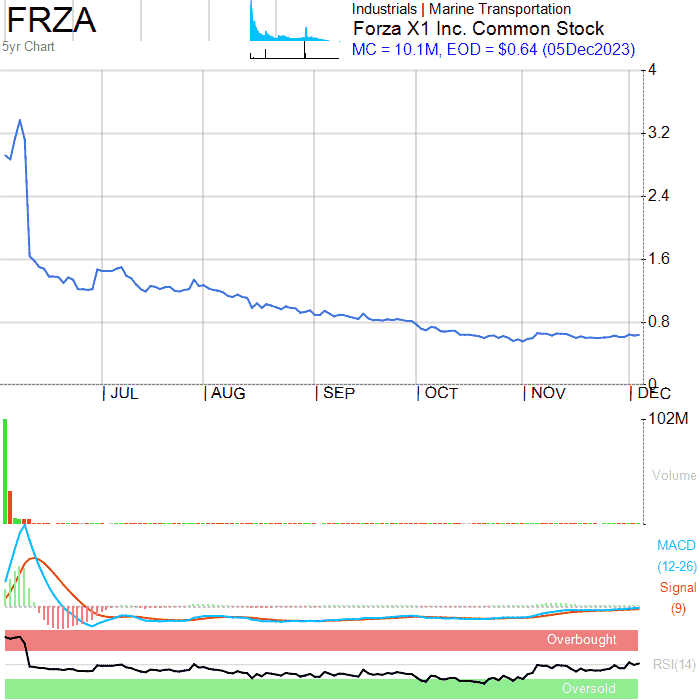 FRZA
5yr Chart
Industrials | Marine Transportation
Forza X1 Inc. Common Stock
MC = 10.1M, EOD = $0.64 (05Dec2023)
4
3.2
2.4
1.6
0.8
0
JUL AUG SEP OCT NOV DEC
102M
Volume
MACD
(12-26)
Signal
(9)
Overbought
RSI(14)
Oversold